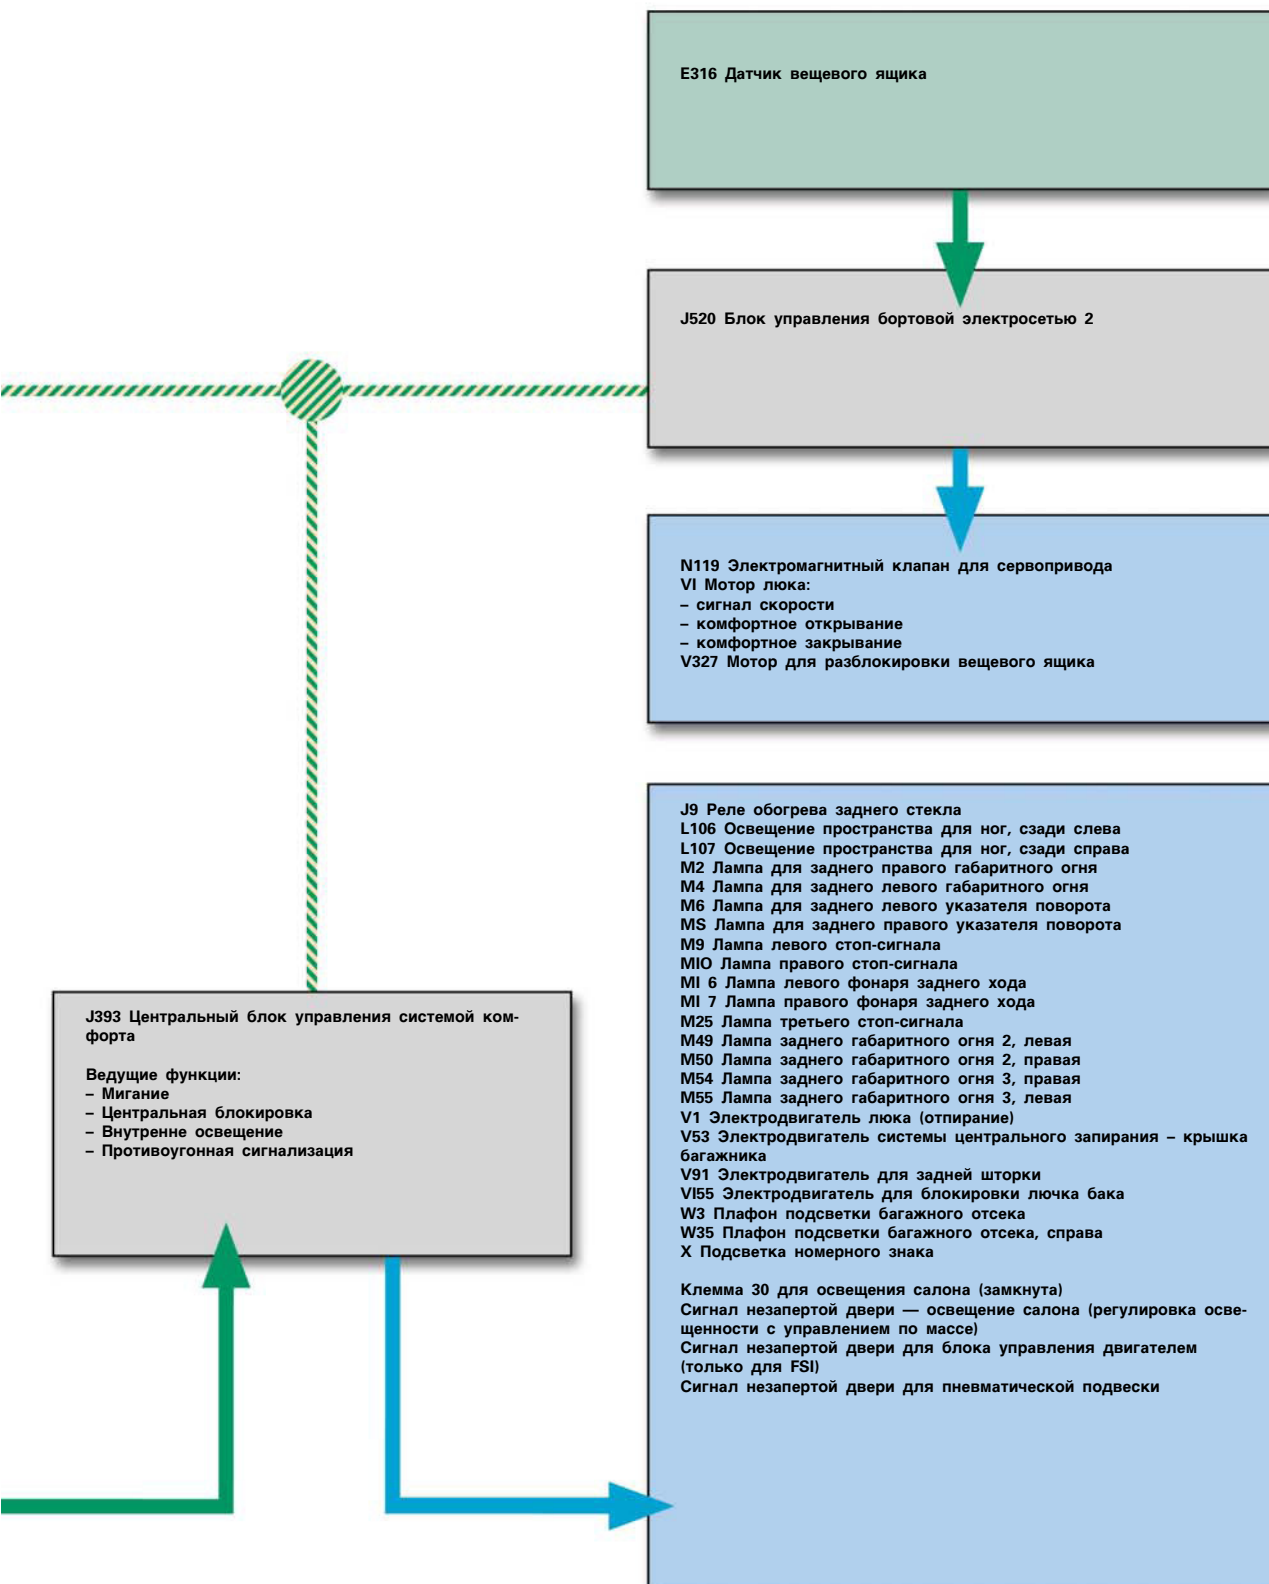 E316 Датчик вещевого ящика
J520 Блок управления бортовой электросетью 2
N119 Электромагнитный клапан для сервопривода
VI Мотор люка:
– сигнал скорости
– комфортное открывание
– комфортное закрывание
V327 Мотор для разблокировки вещевого ящика
J393 Центральный блок управления системой ком-
форта
Ведущие функции:
– Мигание
– Центральная блокировка
– Внутренне освещение
– Противоугонная сигнализация
J9 Реле обогрева заднего стекла
L106 Освещение пространства для ног, сзади слева
L107 Освещение пространства для ног, сзади справа
M2 Лампа для заднего правого габаритного огня
M4 Лампа для заднего левого габаритного огня
M6 Лампа для заднего левого указателя поворота
MS Лампа для заднего правого указателя поворота
M9 Лампа левого стоп-сигнала
MIO Лампа правого стоп-сигнала
MI 6 Лампа левого фонаря заднего хода
MI 7 Лампа правого фонаря заднего хода
M25 Лампа третьего стоп-сигнала
M49 Лампа заднего габаритного огня 2, левая
M50 Лампа заднего габаритного огня 2, правая
M54 Лампа заднего габаритного огня 3, правая
M55 Лампа заднего габаритного огня 3, левая
V1 Электродвигатель люка (отпирание)
V53 Электродвигатель системы центрального запирания – крышка
багажника
V91 Электродвигатель для задней шторки
VI55 Электродвигатель для блокировки лючка бака
W3 Плафон подсветки багажного отсека
W35 Плафон подсветки багажного отсека, справа
X Подсветка номерного знака
Клемма 30 для освещения салона (замкнута)
Сигнал незапертой двери — освещение салона (регулировка осве-
щенности с управлением по массе)
Сигнал незапертой двери для блока управления двигателем
(только для FSI)
Сигнал незапертой двери для пневматической подвески